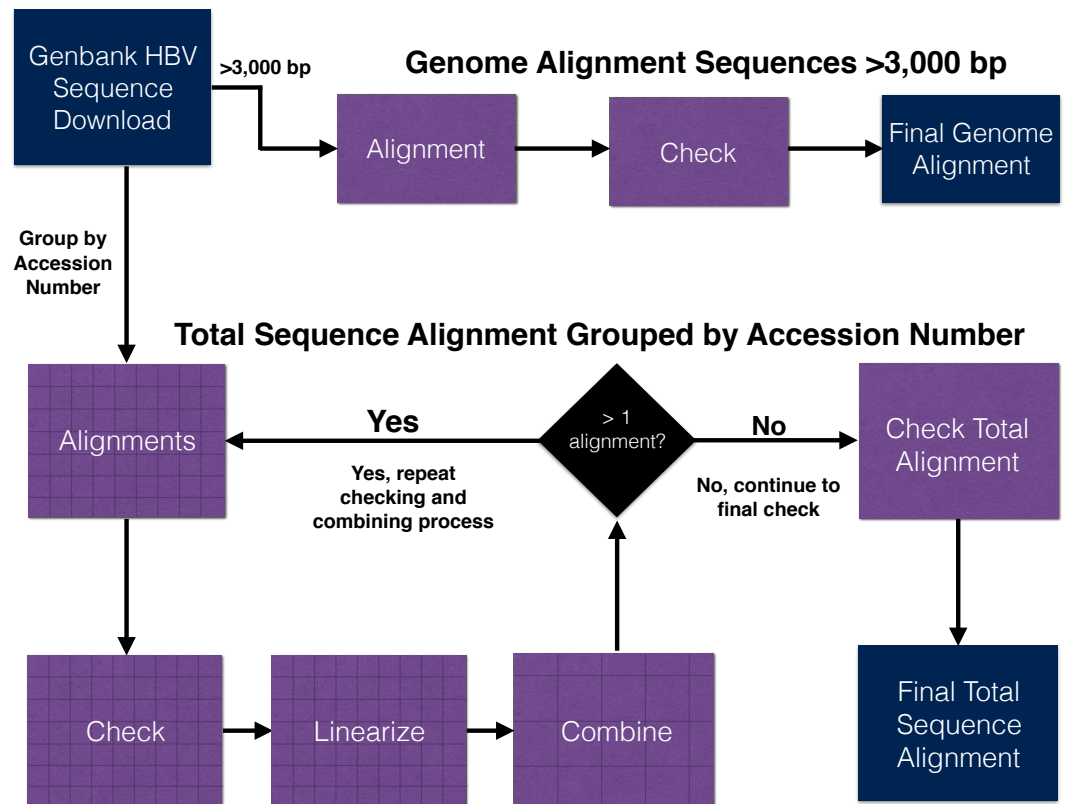 Genbank HBV
Sequence
Download
>3,000 bp
Genome Alignment Sequences >3,000 bp
Alignment
Check
Final Genome
Alignment
Group by
Accession
Number
Total Sequence Alignment Grouped by Accession Number
Alignments
Yes
Yes, repeat
checking and
combining process
> 1
alignment?
No
No, continue to
final check
Check Total
Alignment
Check
Linearize
Combine
Final Total
Sequence
Alignment